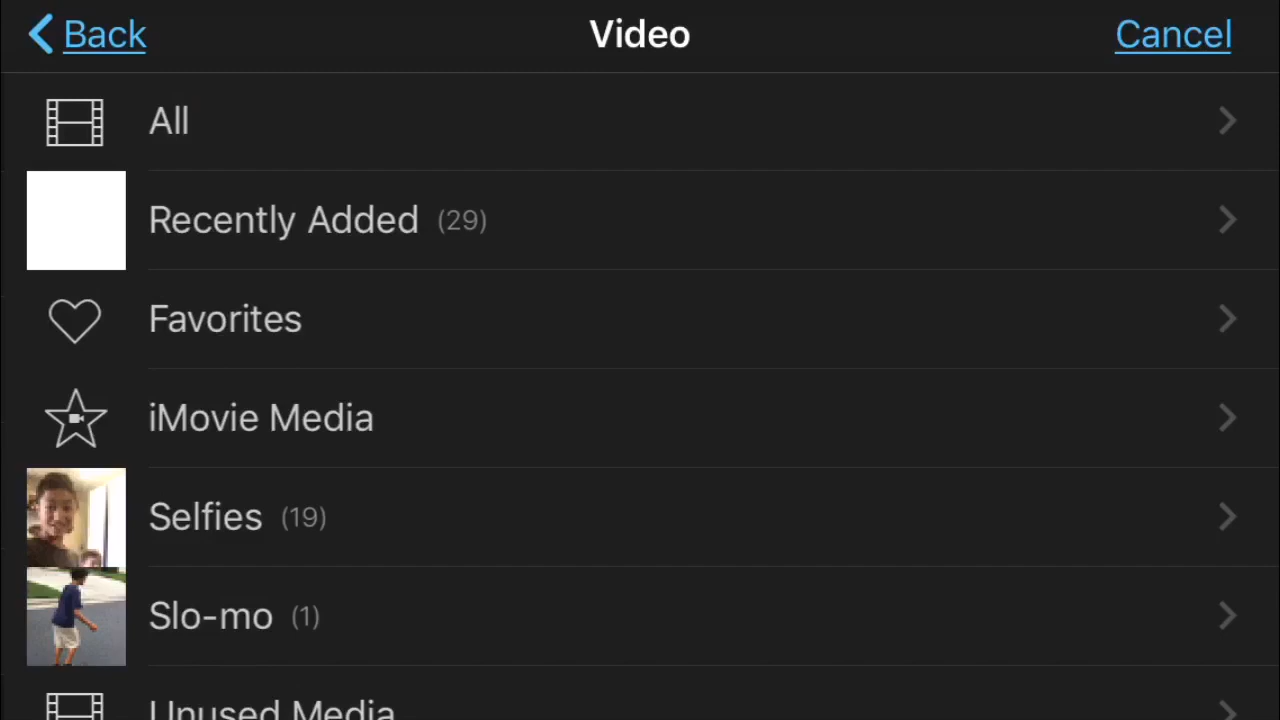 Back Video Cancel
All
Recently Added (29)
Favorites
iMovie Media
Selfies (19)
Slo-mo (1)
Unused Media